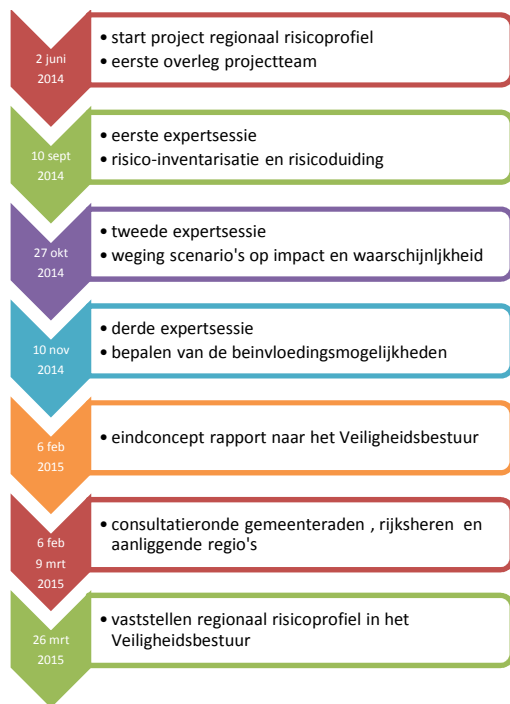 2 juni
2014
• start project regionaal risicoprofiel
• eerste overleg projectteam
10 sept
2014
• eerste expertsessie
• risico-inventarisatie en risicoduiding
27 okt
2014
• tweede expertsessie
• weging scenario's op impact en waarschijnljkheid
10 nov
2014
• derde expertsessie
• bepalen van de beinvloedingsmogelijkheden
6 feb
2015
• eindconcept rapport naar het Veiligheidsbestuur
6 feb
9 mrt
2015
• consultatieronde gemeenteraden , rijksheren en
aanliggende regio's
26 mrt
2015
• vaststellen regionaal risicoprofiel in het
Veiligheidsbestuur